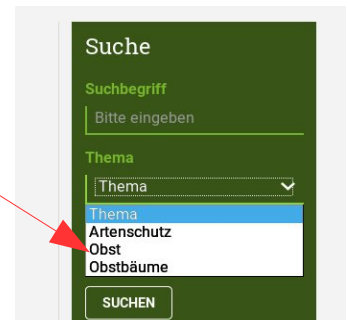 Suche
Suchbegriff
Bitte eingeben
Thema
Thema
Thema
Artenschutz
Obst
Obstbäume
SUCHEN